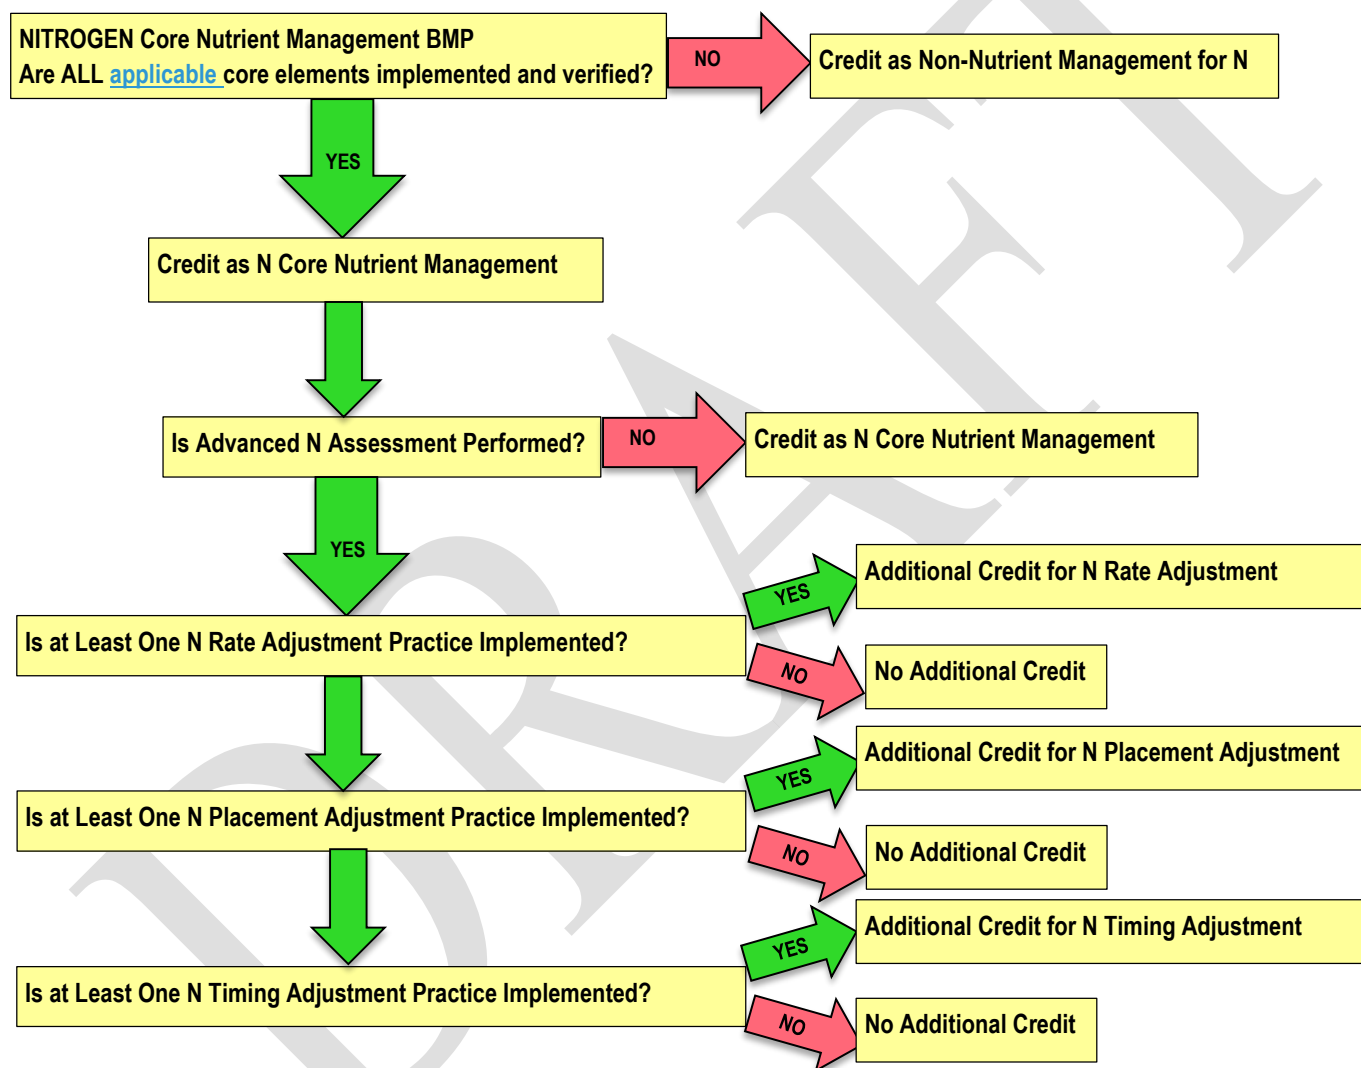 NITROGEN Core Nutrient Management BMP
Are ALL applicable core elements implemented and verified?
NO
Credit as Non-Nutrient Management for N
YES
Credit as N Core Nutrient Management
Is Advanced N Assessment Performed?
NO
Credit as N Core Nutrient Management
YES
Is at Least One N Rate Adjustment Practice Implemented?
YES
Additional Credit for N Rate Adjustment
NO
No Additional Credit
Is at Least One N Placement Adjustment Practice Implemented?
YES
Additional Credit for N Placement Adjustment
NO
No Additional Credit
Is at Least One N Timing Adjustment Practice Implemented?
YES
Additional Credit for N Timing Adjustment
NO
No Additional Credit
DRAFT